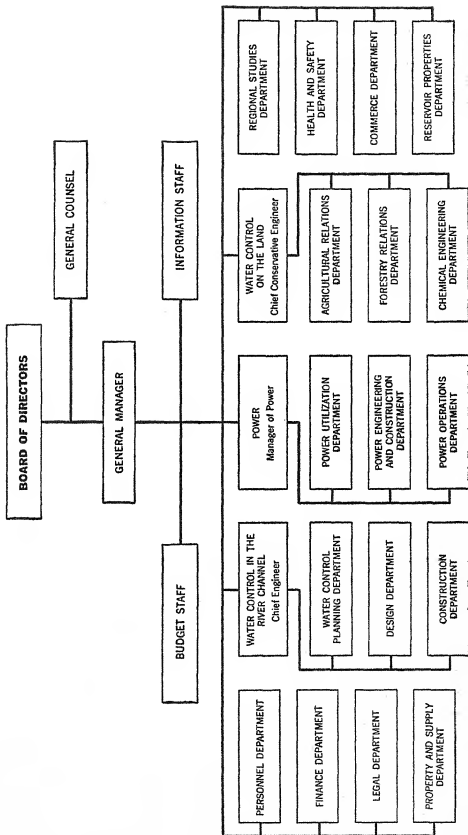 BOARD OF DIRECTORS
GENERAL COUNSEL
GENERAL MANAGER
BUDGET STAFF
INFORMATION STAFF
PERSONNEL DEPARTMENT
FINANCE DEPARTMENT
LEGAL DEPARTMENT
PROPERTY AND SUPPLY
DEPARTMENT
WATER CONTROL IN THE
RIVER CHANNEL
Chief Engineer
WATER CONTROL
PLANNING DEPARTMENT
DESIGN DEPARTMENT
CONSTRUCTION
DEPARTMENT
POWER
Manager of Power
POWER UTILIZATION
DEPARTMENT
POWER ENGINEERING
AND CONSTRUCTION
DEPARTMENT
POWER OPERATIONS
DEPARTMENT
WATER CONTROL
ON THE LAND
Chief Conservative Engineer
AGRICULTURAL RELATIONS
DEPARTMENT
FORESTRY RELATIONS
DEPARTMENT
CHEMICAL ENGINEERING
DEPARTMENT
REGIONAL STUDIES
DEPARTMENT
HEALTH AND SAFETY
DEPARTMENT
COMMERCE DEPARTMENT
RESERVOIR PROPERTIES
DEPARTMENT